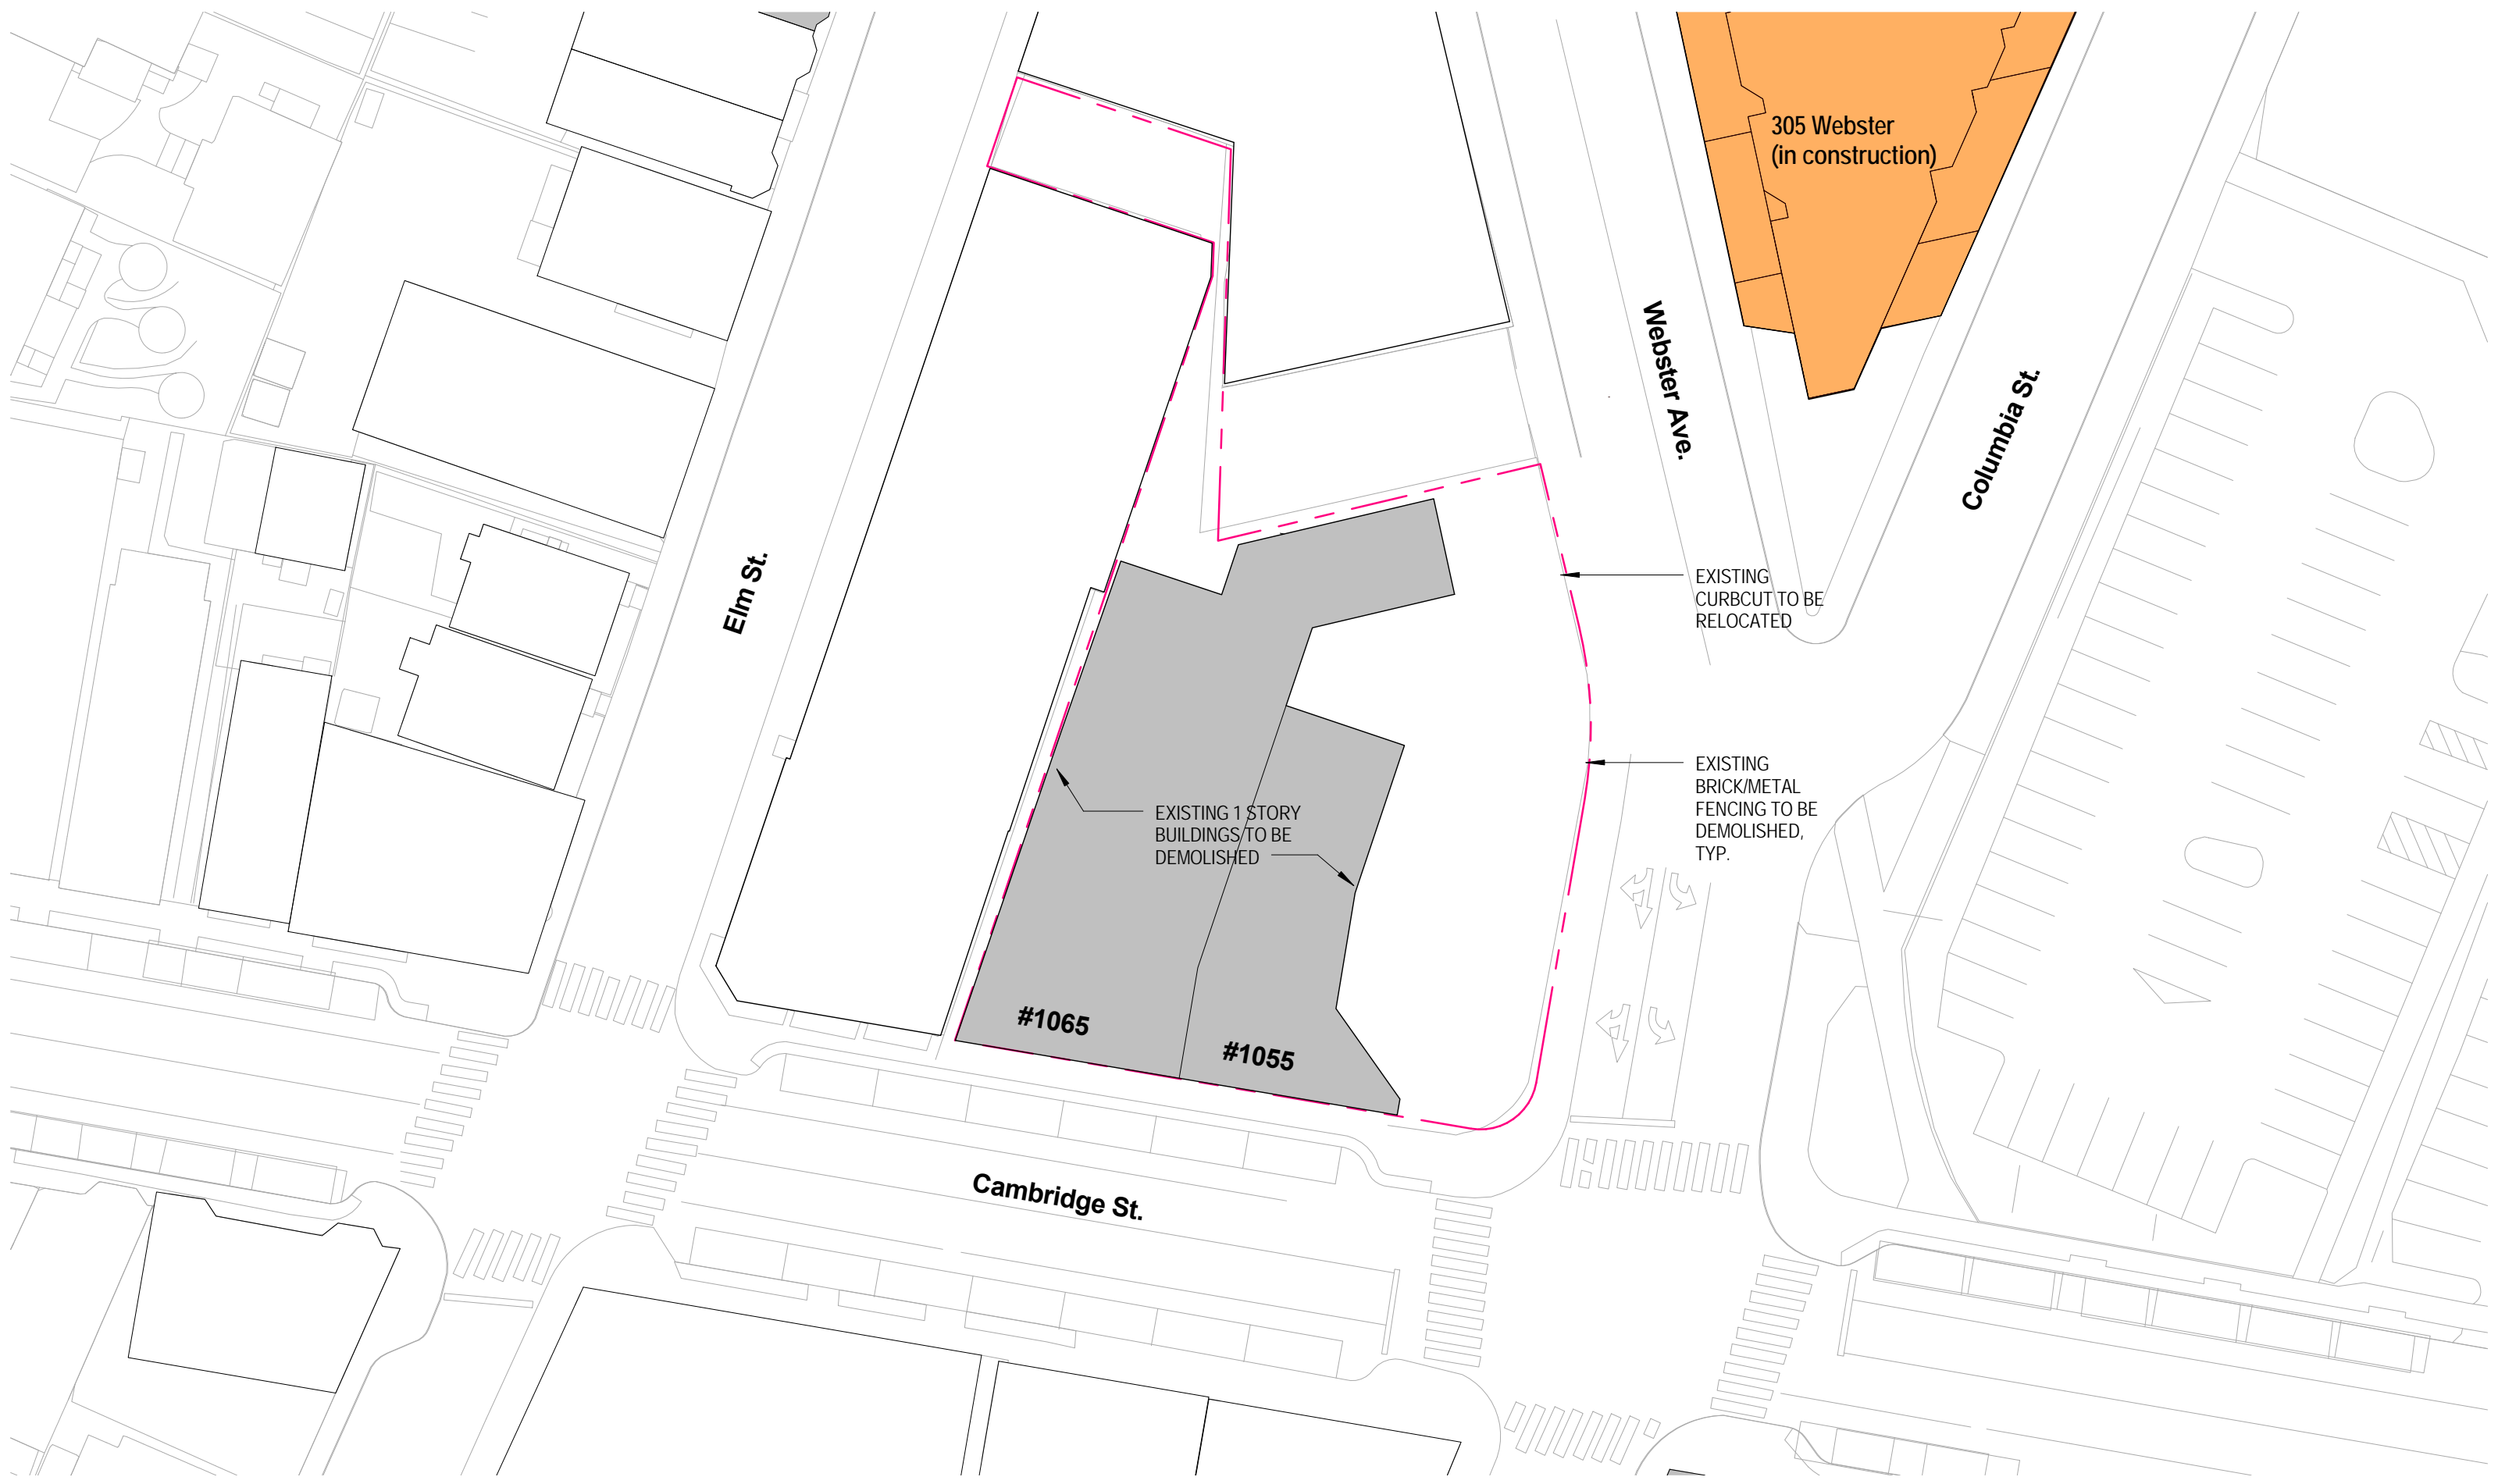 305 Webster
(in construction)
Webster Ave.
Columbia St.
Elm St.
EXISTING
CURBCUT TO BE
RELOCATED
EXISTING
BRICK/METAL
FENCING TO BE
DEMOLISHED,
TYP.
EXISTING 1 STORY
BUILDINGS TO BE
DEMOLISHED
#1065
#1055
Cambridge St.